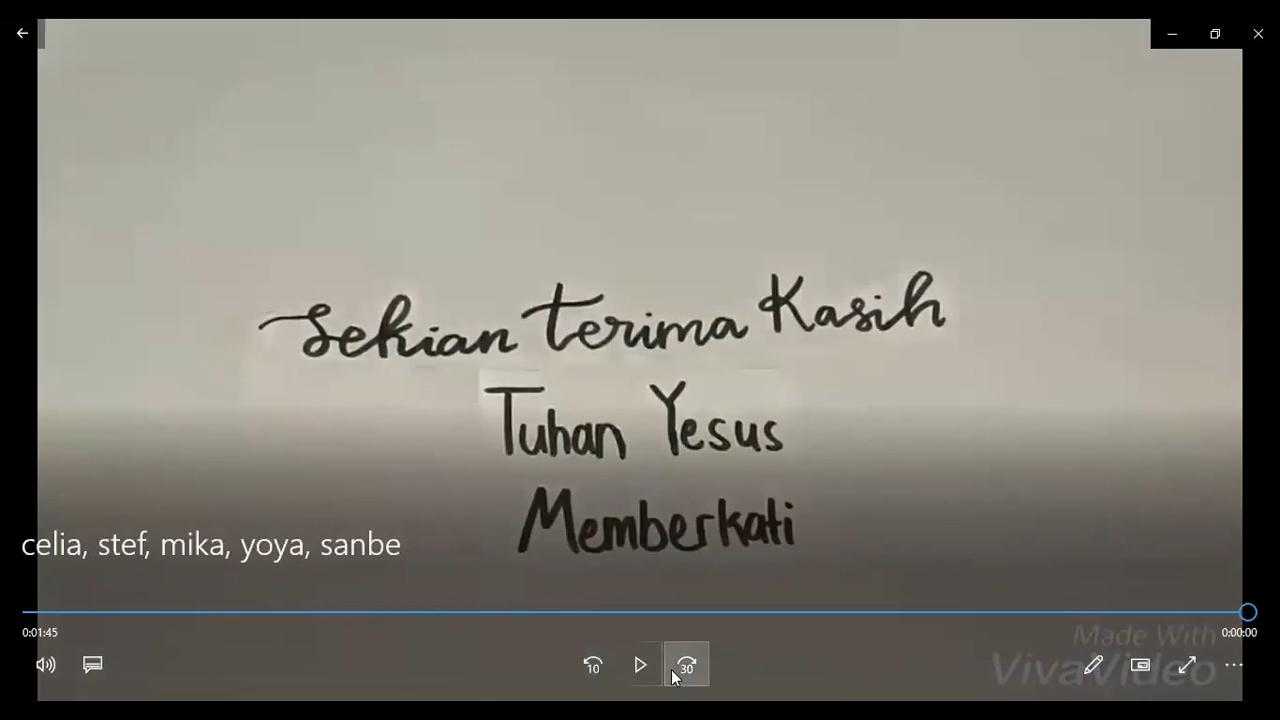 Sekian Terima Kasih
Tuhan Yesus
Memberkati
celia, stef, mika, yoya, sanbe
0:01:45
0:00:00
10
30
Made With
VivaVideo